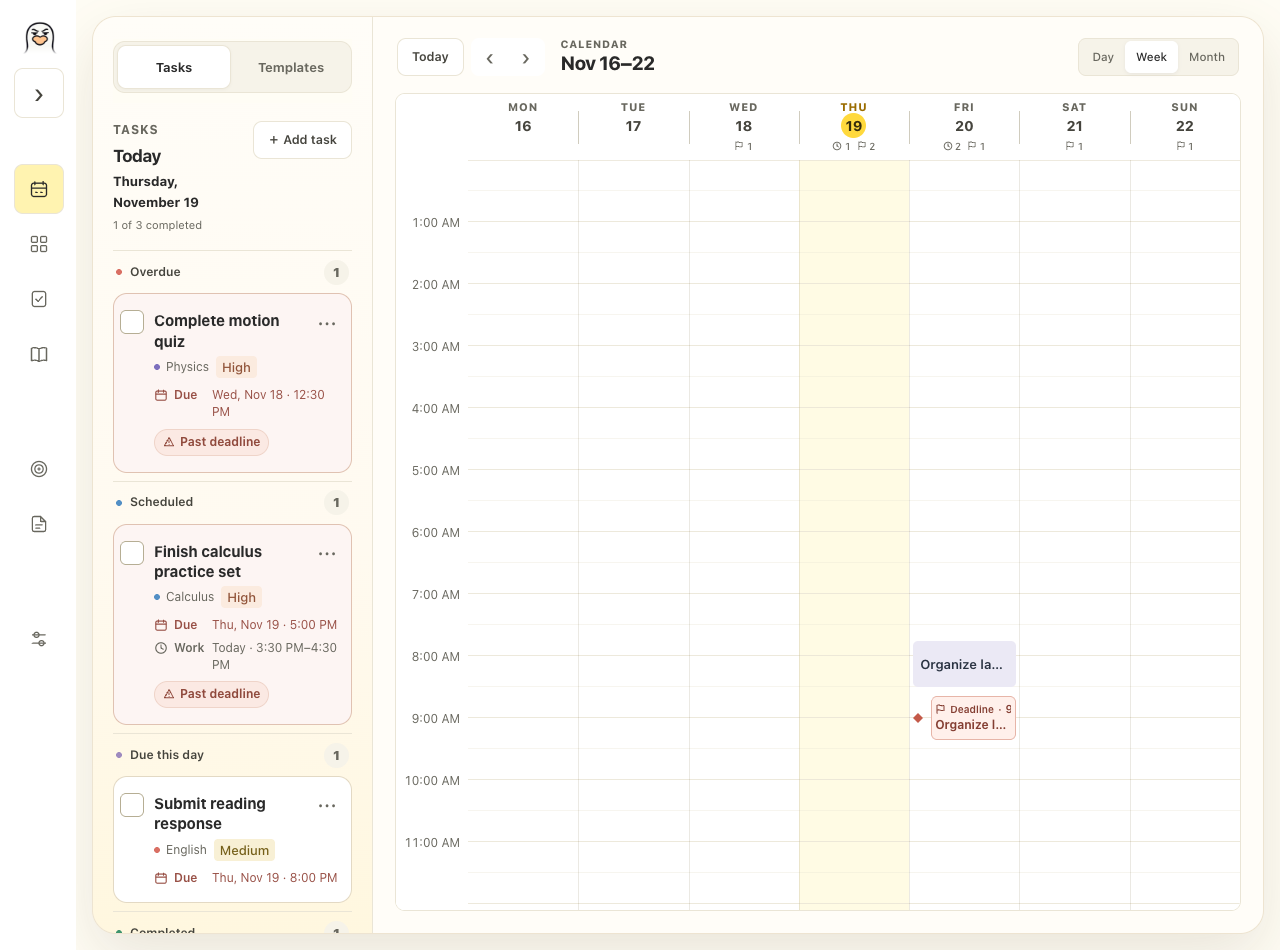 Tasks
Templates
TASKS
+ Add task
Today
Thursday,
November 19
1 of 3 completed
Overdue
1
Complete motion
quiz
Physics
High
Due
Wed, Nov 18 · 12:30
PM
Past deadline
Scheduled
1
Finish calculus
practice set
Calculus
High
Due
Thu, Nov 19 · 5:00 PM
Work
Today · 3:30 PM–4:30
PM
Past deadline
Due this day
1
Submit reading
response
English
Medium
Due
Thu, Nov 19 · 8:00 PM
Completed
1
Today
CALENDAR
Nov 16–22
Day
Week
Month
MON
16
TUE
17
WED
18
1
THU
19
1
2
FRI
20
2
1
SAT
21
1
SUN
22
1
1:00 AM
2:00 AM
3:00 AM
4:00 AM
5:00 AM
6:00 AM
7:00 AM
8:00 AM
9:00 AM
10:00 AM
11:00 AM
Organize la...
Deadline · 9
Organize l...